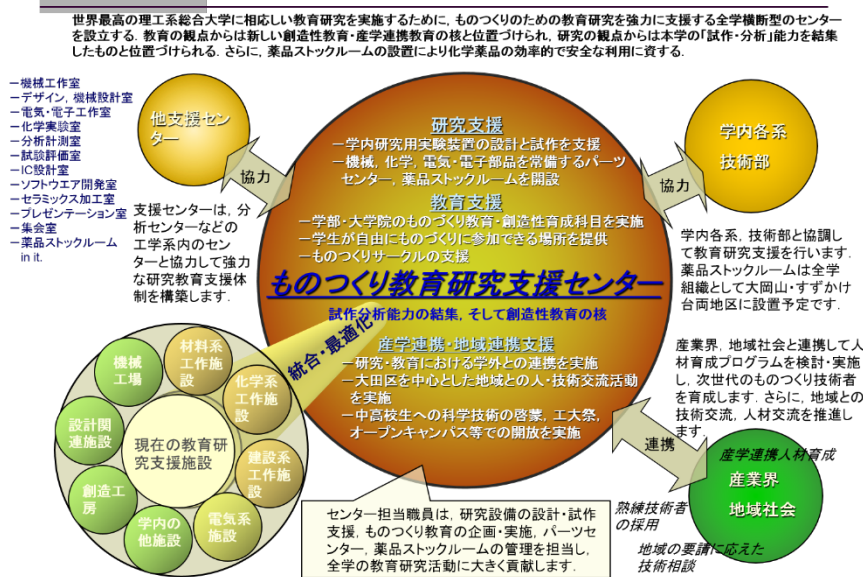 世界最高の理工系総合大学に相応しい教育研究を実施するために，ものつくりのための教育研究を強力に支援する全学横断型のセンター
を設立する．教育の観点からは新しい創造性教育・産学連携教育の核と位置づけられ，研究の観点からは本学の「試作・分析」能力を結集
したものと位置づけられる．さらに，薬品ストックルームの設置により化学薬品の効率的で安全な利用に資する．
－機械工作室
－デザイン，機械設計室
－電気・電子工作室
－化学実験室
－分析計測室
－試験評価室
－IC設計室
－ソフトウエア開発室
－セラミックス加工室
－プレゼンテーション室
－集会室
－薬品ストックルーム
in it.
他支援セン
ター
協力
支援センターは，分
析センターなどの
工学系内のセン
ターと協力して強力
な研究教育支援体
制を構築します．
研究支援
－学内研究用実験装置の設計と試作を支援
－機械，化学，電気・電子部品を常備するパーツ
センター，薬品ストックルームを開設
教育支援
－学部・大学院のものづくり教育・創造性育成科目を実施
－学生が自由にものづくりに参加できる場所を提供
－ものつくりサークルの支援
ものつくり教育研究支援センター
試作分析能力の結集，そして創造性教育の核
産学連携・地域連携支援
－研究・教育における学外との連携を実施
－大田区を中心とした地域との人・技術交流活動
を実施
－中高校生への科学技術の啓蒙，工大祭，
オープンキャンパス等での開放を実施
学内各系
技術部
協力
学内各系，技術部と協調し
て教育研究支援を行います．
薬品ストックルームは全学
組織として大岡山・すずかけ
台両地区に設置予定です．
産業界，地域社会と連携して人
材育成プログラムを検討・実施
し，次世代のものつくり技術者
を育成します．さらに，地域との
技術交流，人材交流を推進し
ます．
連携
産学連携人材育成
産業界
地域社会
熟練技術者
の採用
地域の要請に応えた
技術相談
統合・最適化
機械
工場
材料系
工作施
設
化学系
工作施
設
設計関
連施設
現在の教育研
究支援施設
建設系
工作施
設
創造工
房
学内の
他施設
電気系
施設
センター担当職員は，研究設備の設計・試作
支援，ものつくり教育の企画・実施，パーツセ
ンター，薬品ストックルームの管理を担当し，
全学の教育研究活動に大きく貢献します．